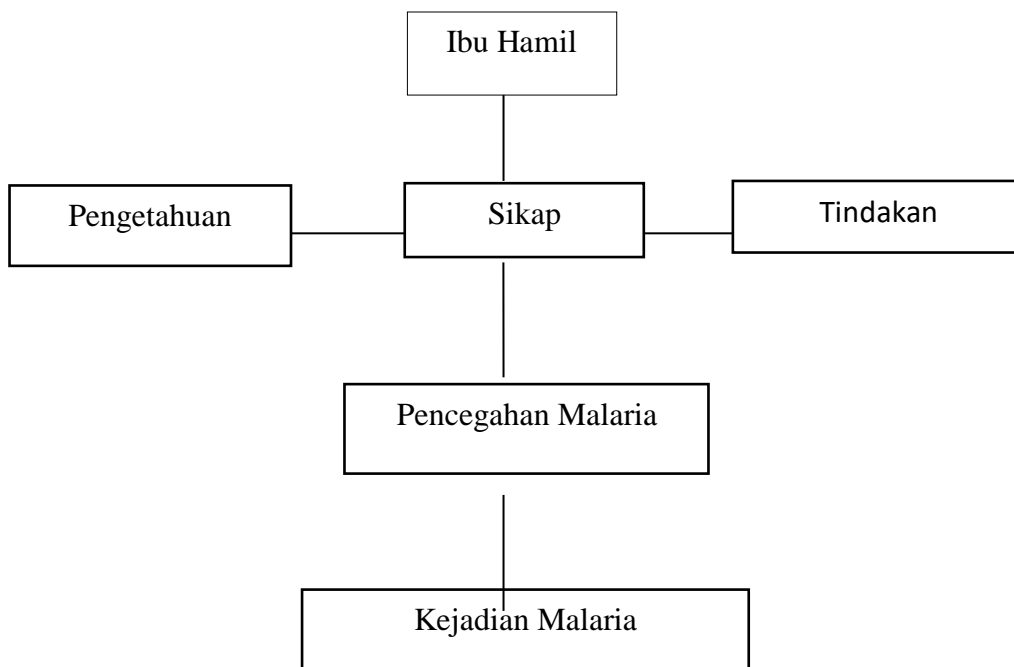 Ibu Hamil
Pengetahuan
Sikap
Tindakan
Pencegahan Malaria
Kejadian Malaria